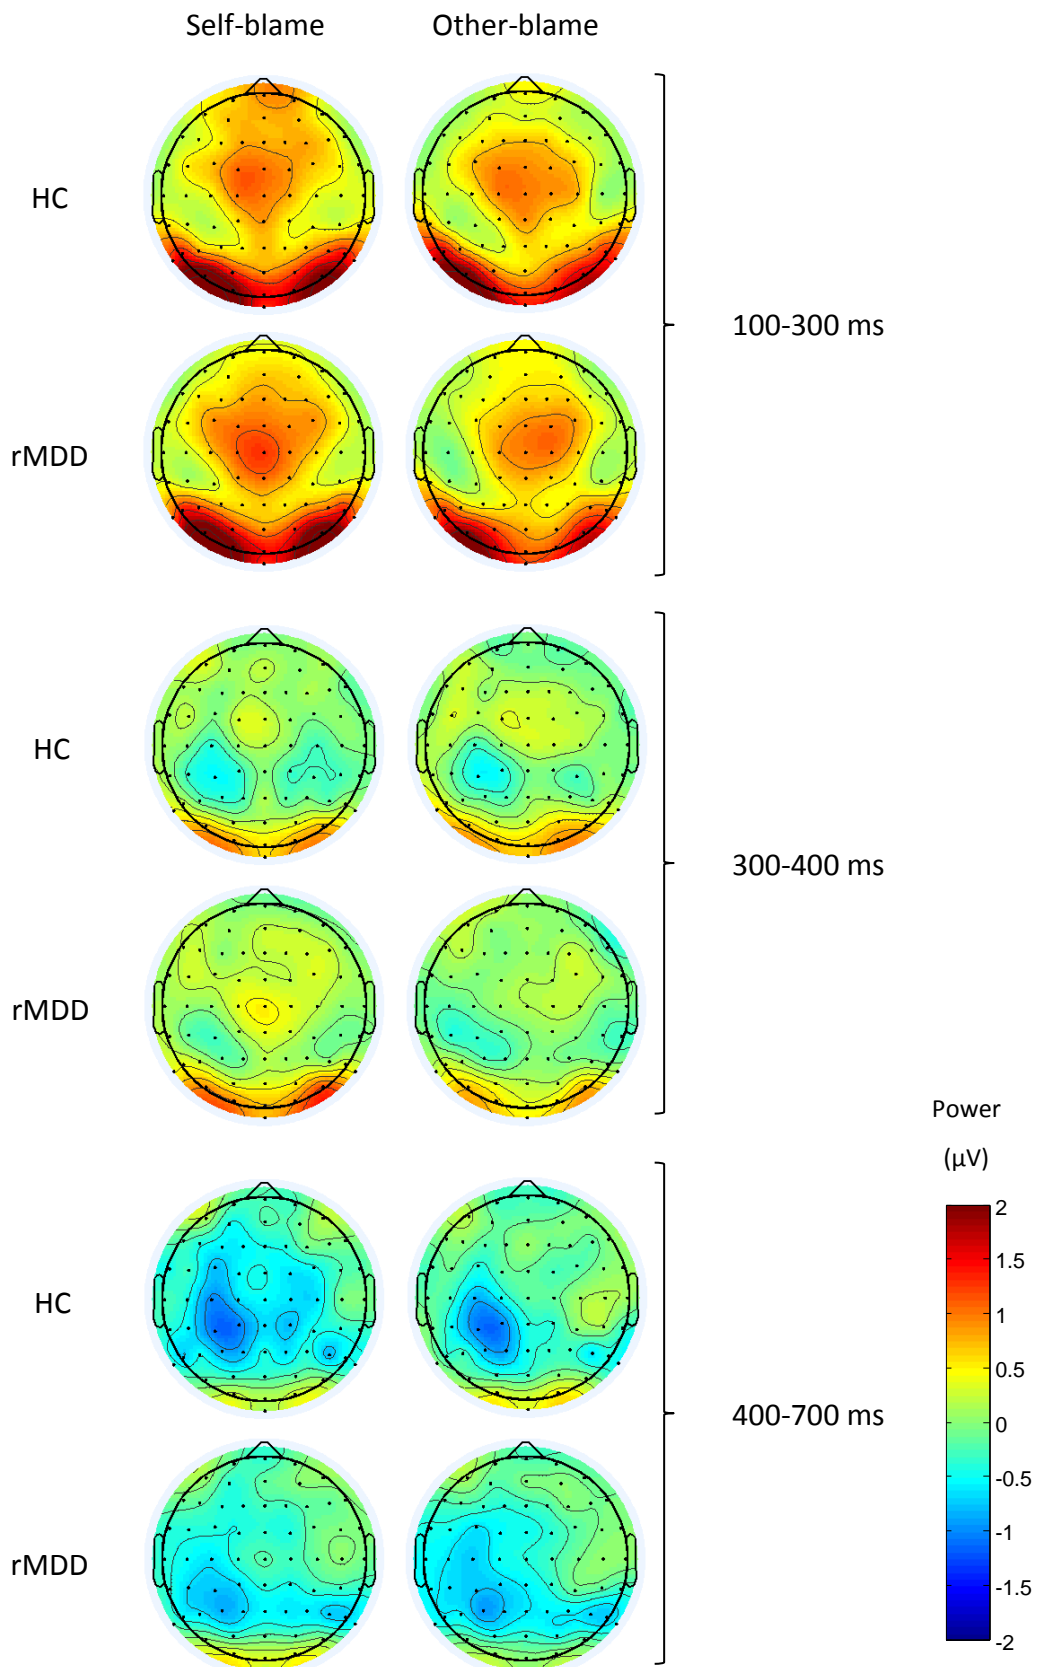 Self-blame Other-blame
HC
100-300 ms
rMDD
HC
300-400 ms
rMDD
Power
(µV)
HC
400-700 ms
rMDD
2
1.5
1
0.5
0
-0.5
-1
-1.5
-2